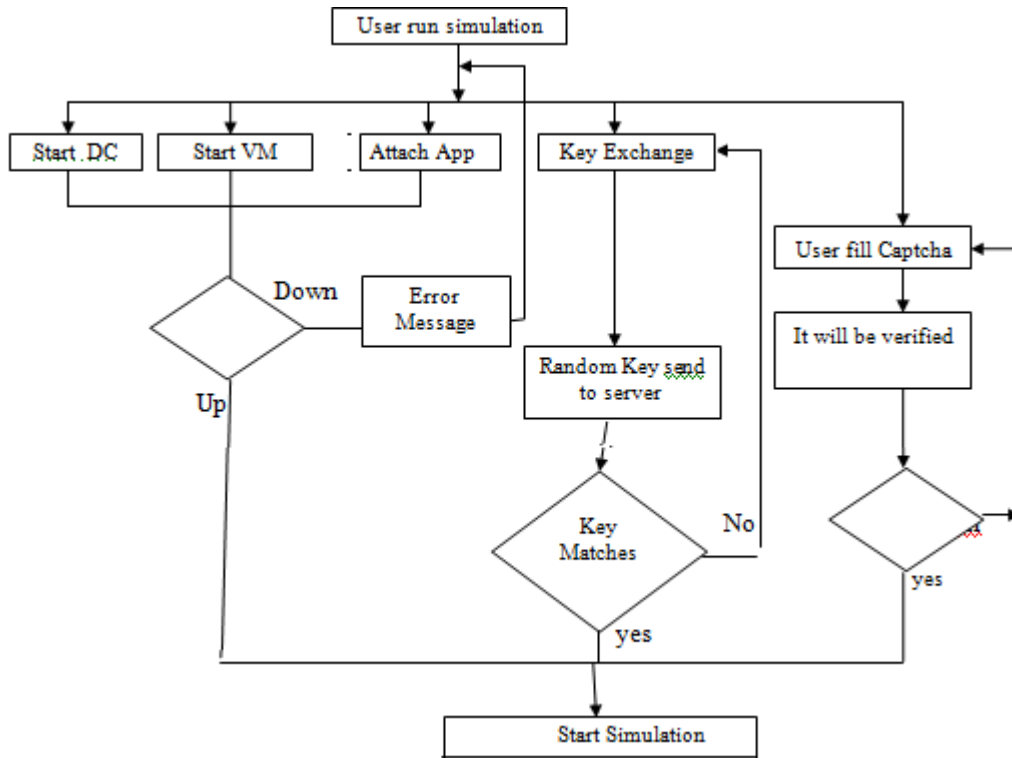 User run simulation
Start .DC
Start VM
Attach App
Key Exchange
User fill Captcha
Down
Error
Message
It will be verified
Random Key send
to server
Up
Key
Matches
No
yes
yes
Start Simulation